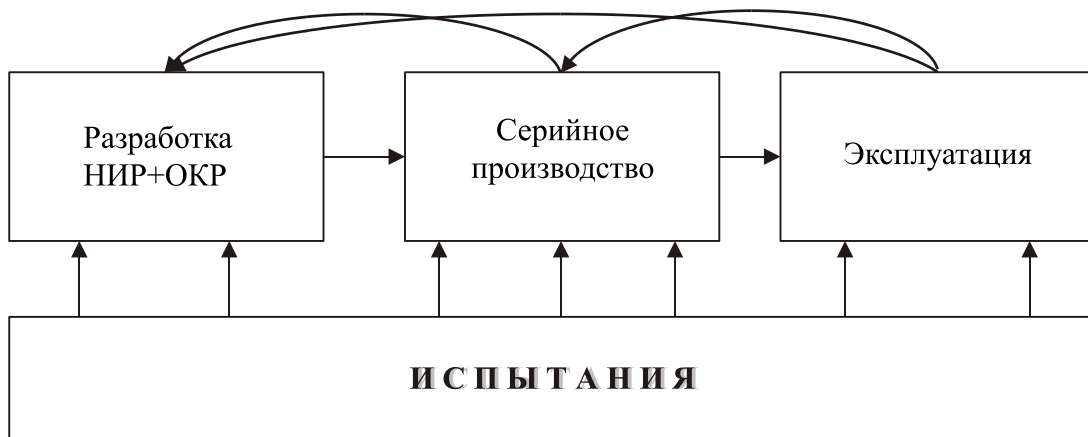 Разработка
НИР+ОКР
Серийное
производство
Эксплуатация
ИСПЫТАНИЯ